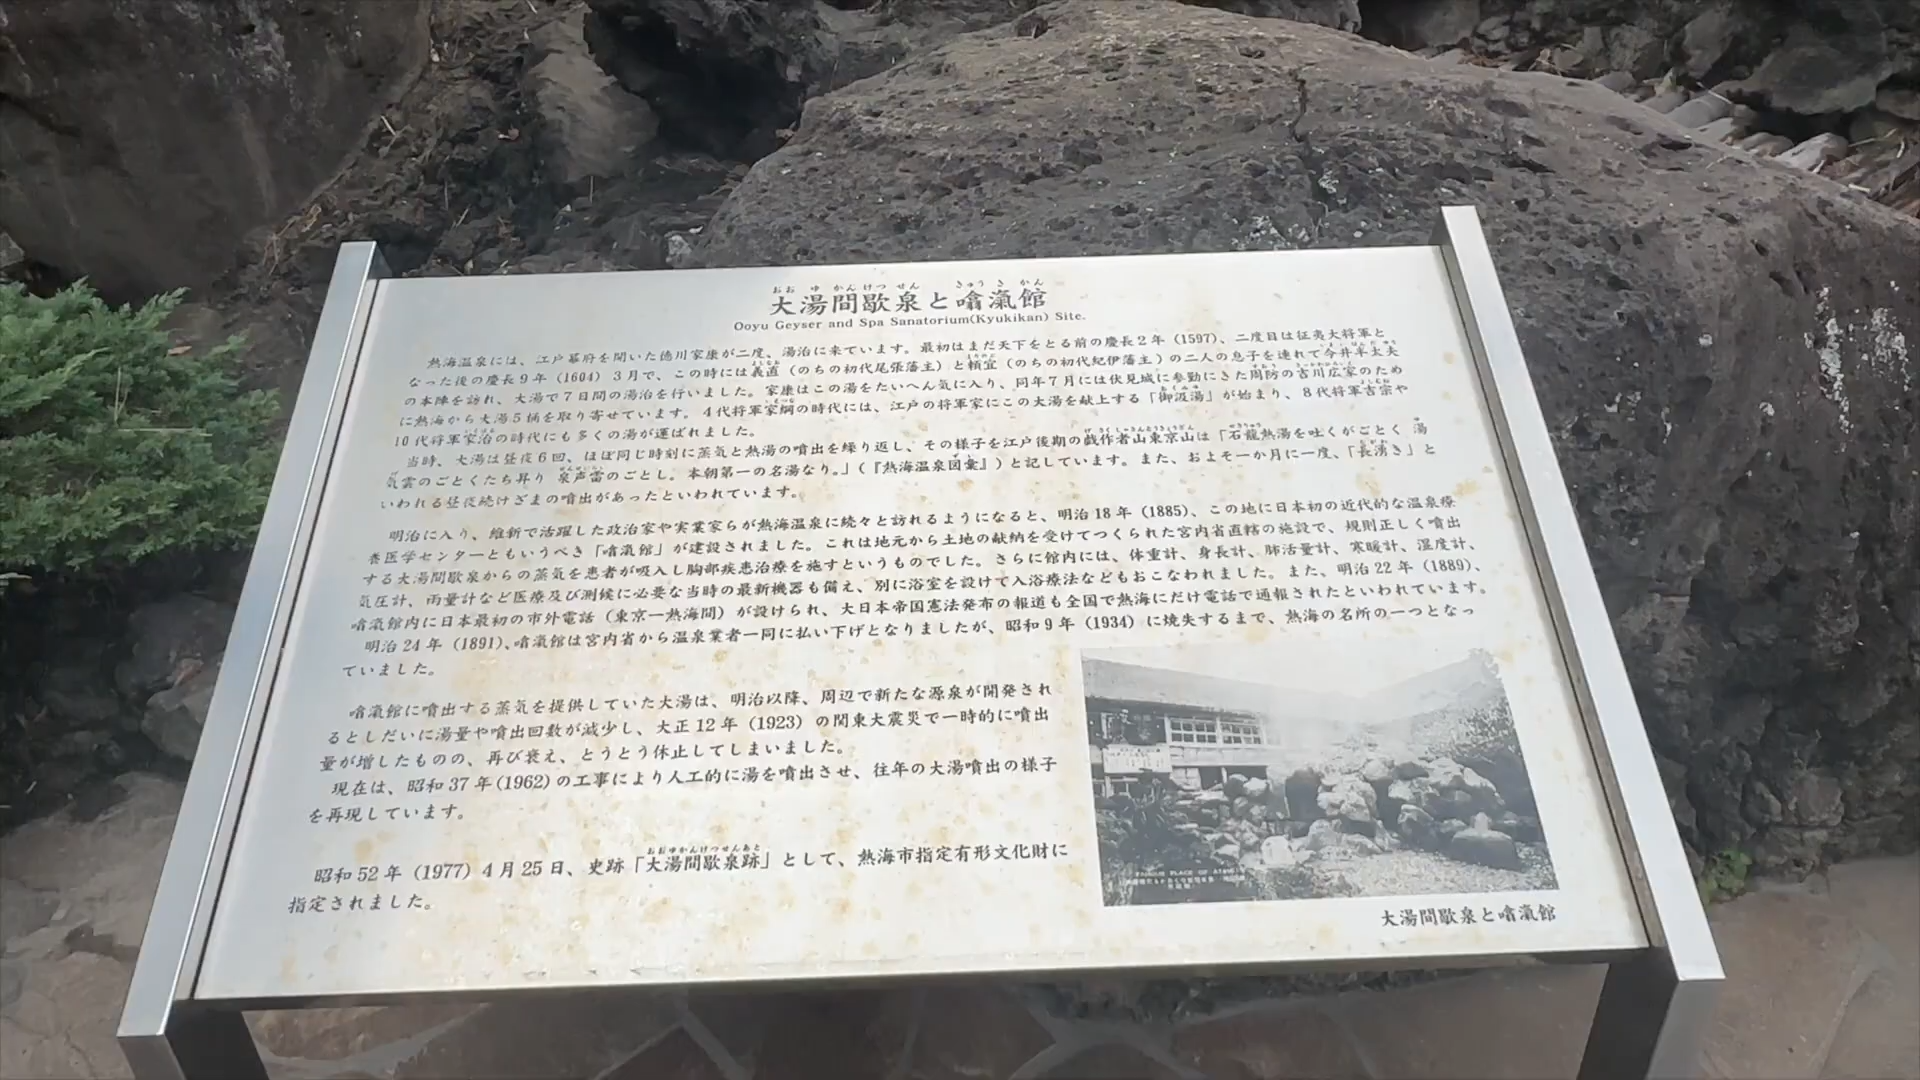 おおゆかんけつせん きゅうきかん
大湯間歇泉と噏滊館
Ooyu Geyser and Spa Sanatorium(Kyukikan) Site.
熱海温泉には、江戸幕府を開いた徳川家康が二度、湯治に来ています。最初はまだ天下をとる前の慶長2年(1597)、二度目は征夷大将軍と
なった後の慶長9年(1604)3月で、この時には義直(のちの初代尾張藩主)と頼宣(のちの初代紀伊藩主)の二人の息子を連れて今井半太夫
の本陣を訪れ、大湯で7日間の湯治を行いました。家康はこの湯をたいへん気に入り、同年7月には伏見城に参勤にきた周防の吉川広家のため
に熱海から大湯5桶を取り寄せています。4代将軍家綱の時代には、江戸の将軍家にこの大湯を献上する「御汲湯」が始まり、8代将軍吉宗や
10代将軍家治の時代にも多くの湯が運ばれました。
当時、大湯は昼夜6回、ほぼ同じ時刻に蒸気と熱湯の噴出を繰り返し、その様子を江戸後期の戯作者山東京山は「石龍熱湯を吐くがごとく 湯
気雲のごとくたち昇り 泉声雷のごとし。本朝第一の名湯なり。」(『熱海温泉図彙』)と記しています。また、およそ一か月に一度、「長湧き」と
いわれる昼夜続けざまの噴出があったといわれています。
明治に入り、維新で活躍した政治家や実業家らが熱海温泉に続々と訪れるようになると、明治18年(1885)、この地に日本初の近代的な温泉療
養医学センターともいうべき「噏滊館」が建設されました。これは地元から土地の献納を受けてつくられた宮内省直轄の施設で、規則正しく噴出
する大湯間歇泉からの蒸気を患者が吸入し胸部疾患治療を施すというものでした。さらに館内には、体重計、身長計、肺活量計、寒暖計、湿度計、
気圧計、雨量計など医療及び測候に必要な当時の最新機器も備え、別に浴室を設けて入浴療法などもおこなわれました。また、明治22年(1889)、
噏滊館内に日本最初の市外電話(東京―熱海間)が設けられ、大日本帝国憲法発布の報道も全国で熱海にだけ電話で通報されたといわれています。
明治24年(1891)、噏滊館は宮内省から温泉業者一同に払い下げとなりましたが、昭和9年(1934)に焼失するまで、熱海の名所の一つとなっ
ていました。
噏滊館に噴出する蒸気を提供していた大湯は、明治以降、周辺で新たな源泉が開発され
るとしだいに湯量や噴出回数が減少し、大正12年(1923)の関東大震災で一時的に噴出
量が増したものの、再び衰え、とうとう休止してしまいました。
現在は、昭和37年(1962)の工事により人工的に湯を噴出させ、往年の大湯噴出の様子
を再現しています。
おおゆかんけつせんあと
昭和52年(1977)4月25日、史跡「大湯間歇泉跡」として、熱海市指定有形文化財に
指定されました。
FAMOUS PLACE OF ATAMI
大湯間歇泉と噏滊館